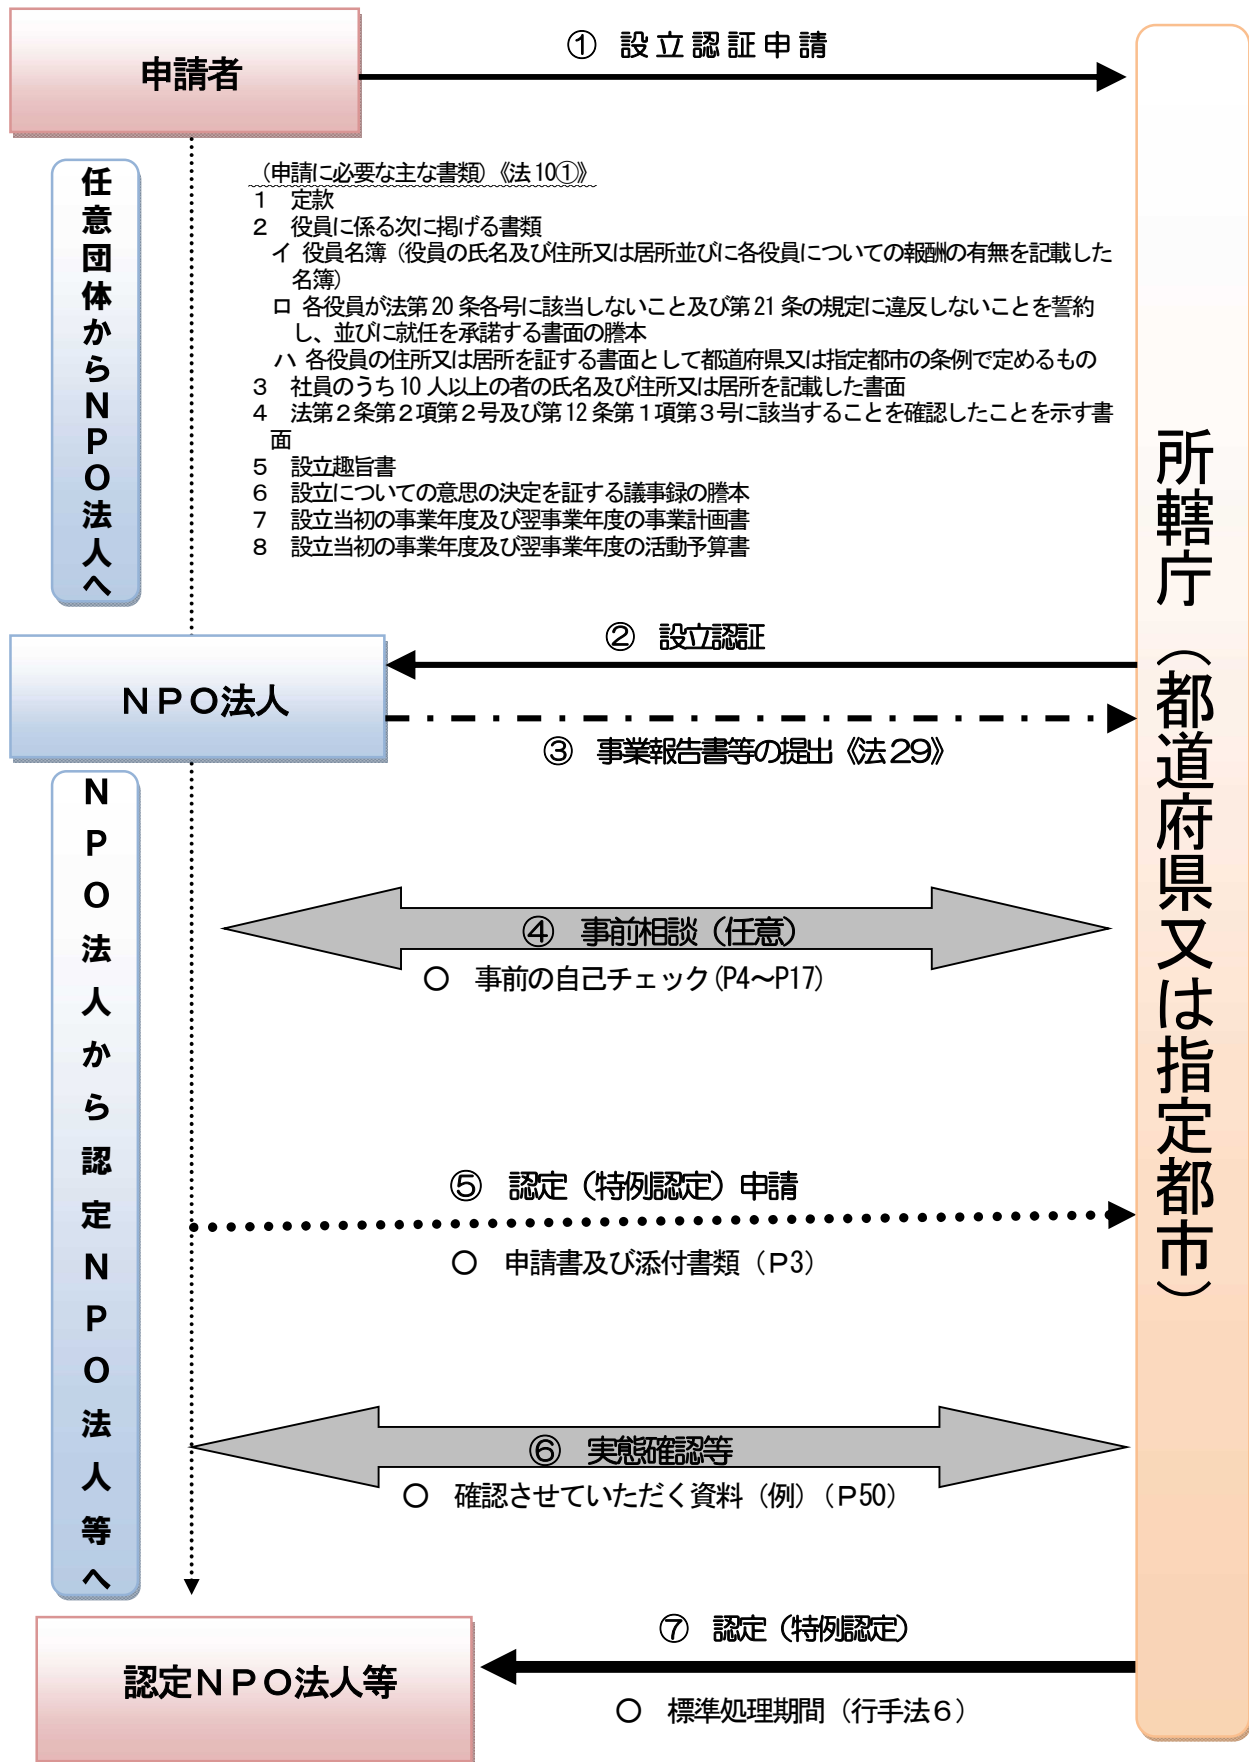 申請者
① 設立認証申請
任意団体からNPO法人へ
(申請に必要な主な書類)《法10①》
1 定款
2 役員に係る次に掲げる書類
イ 役員名簿(役員の氏名及び住所又は居所並びに各役員についての報酬の有無を記載した
名簿)
ロ 各役員が法第20条各号に該当しないこと及び第21条の規定に違反しないことを誓約
し、並びに就任を承諾する書面の謄本
ハ 各役員の住所又は居所を証する書面として都道府県又は指定都市の条例で定めるもの
3 社員のうち10人以上の者の氏名及び住所又は居所を記載した書面
4 法第2条第2項第2号及び第12条第1項第3号に該当することを確認したことを示す書
面
5 設立趣旨書
6 設立についての意思の決定を証する議事録の謄本
7 設立当初の事業年度及び翌事業年度の事業計画書
8 設立当初の事業年度及び翌事業年度の活動予算書
所轄庁(都道府県又は指定都市)
② 設立認証
NPO法人
③ 事業報告書等の提出《法29》
NPO法人から認定NPO法人等へ
④ 事前相談(任意)
○ 事前の自己チェック(P4~P17)
⑤ 認定(特例認定)申請
○ 申請書及び添付書類(P3)
⑥ 実態確認等
○ 確認させていただく資料(例)(P50)
⑦ 認定(特例認定)
認定NPO法人等
○ 標準処理期間(行手法6)